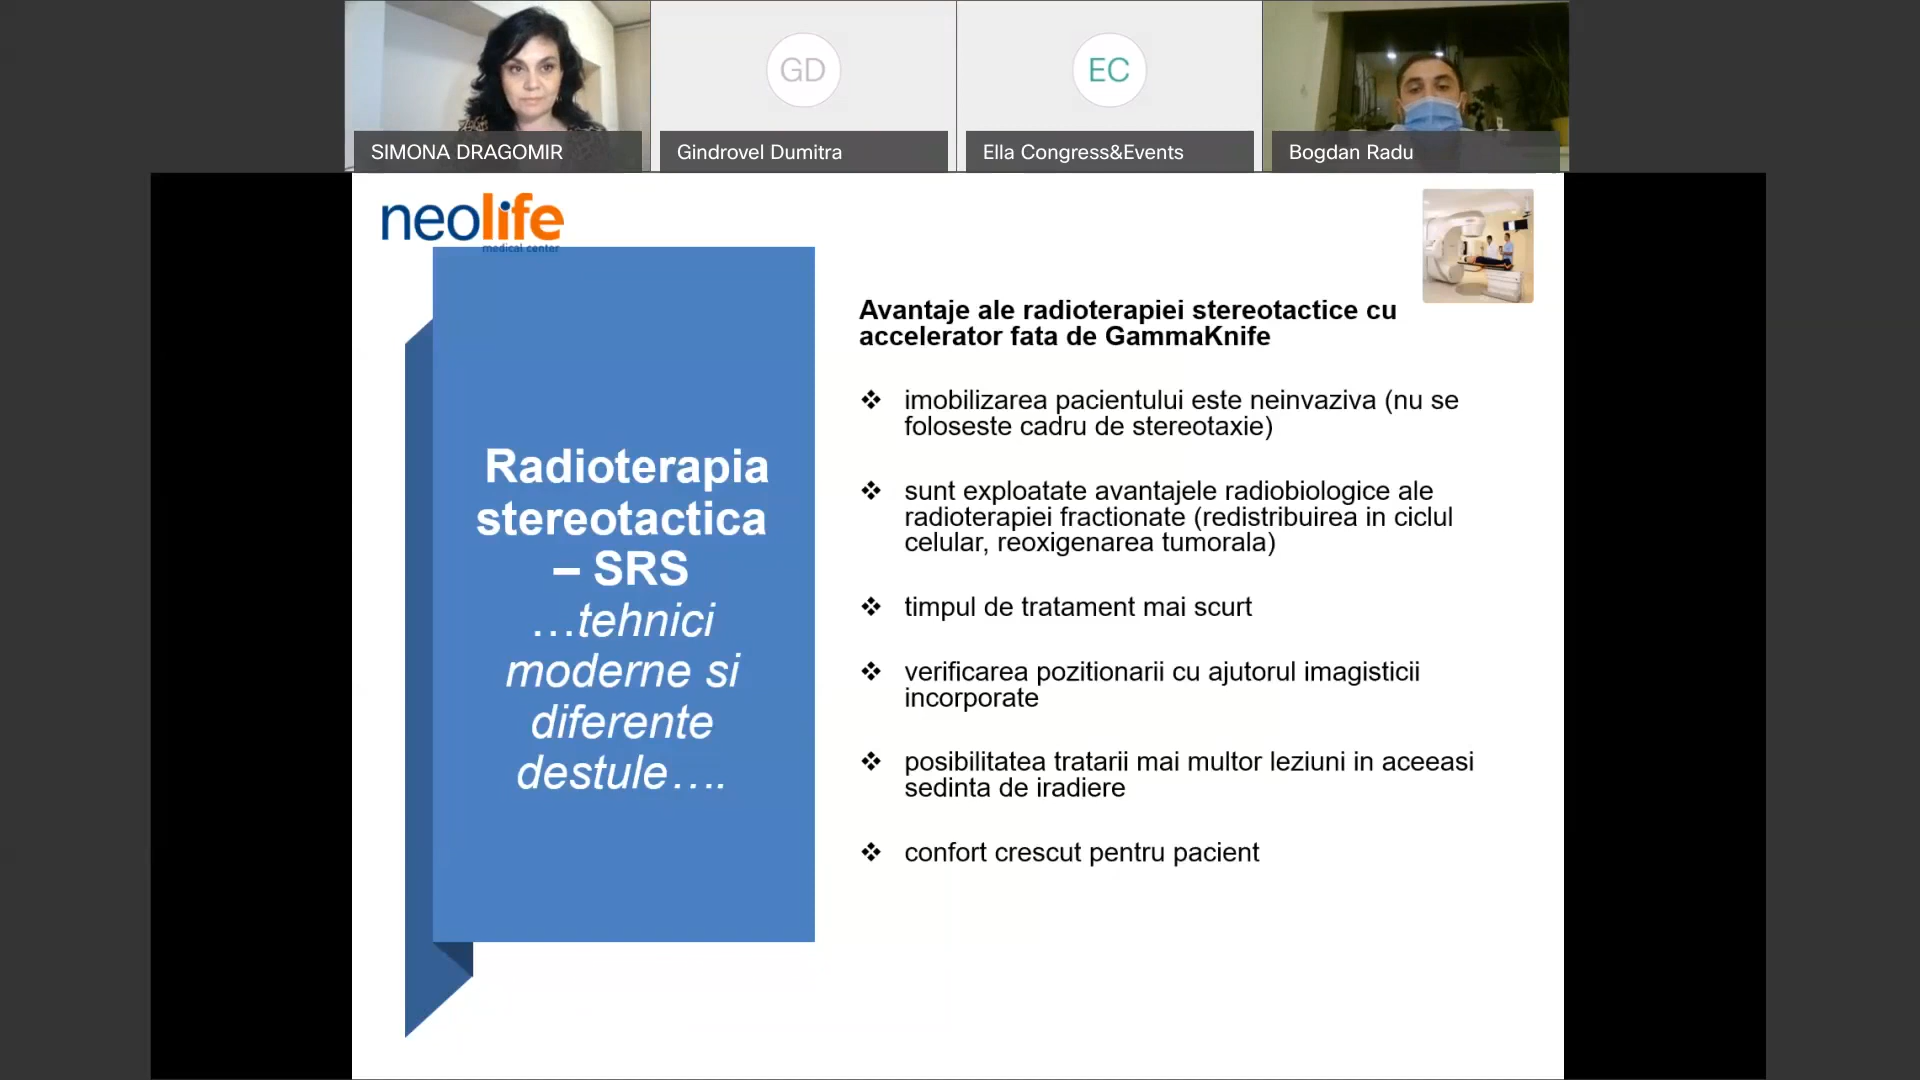 GD
EC
SIMONA DRAGOMIR
Gindrovel Dumitra
Ella Congress&Events
Bogdan Radu
neolife
medical center
Radioterapia
stereotactica
– SRS
…tehnici
moderne si
diferente
destule….
Avantaje ale radioterapiei stereotactice cu
accelerator fata de GammaKnife
❖ imobilizarea pacientului este neinvaziva (nu se
foloseste cadru de stereotaxie)
❖ sunt exploatate avantajele radiobiologice ale
radioterapiei fractionate (redistribuirea in ciclul
celular, reoxigenarea tumorala)
❖ timpul de tratament mai scurt
❖ verificarea pozitionarii cu ajutorul imagisticii
incorporate
❖ posibilitatea tratarii mai multor leziuni in aceeasi
sedinta de iradiere
❖ confort crescut pentru pacient